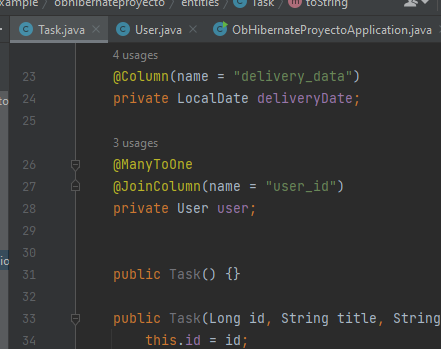 example / obhibernateproyecto / entities / Task / toString
Task.java × User.java × ObHibernateProyectoApplication.java
4 usages
23 @Column(name = "delivery_data")
24 private LocalDate deliveryDate;
25
3 usages
26 @ManyToOne
27 @JoinColumn(name = "user_id")
28 private User user;
29
30
31 public Task() {}
32
33 public Task(Long id, String title, String
34 this.id = id;